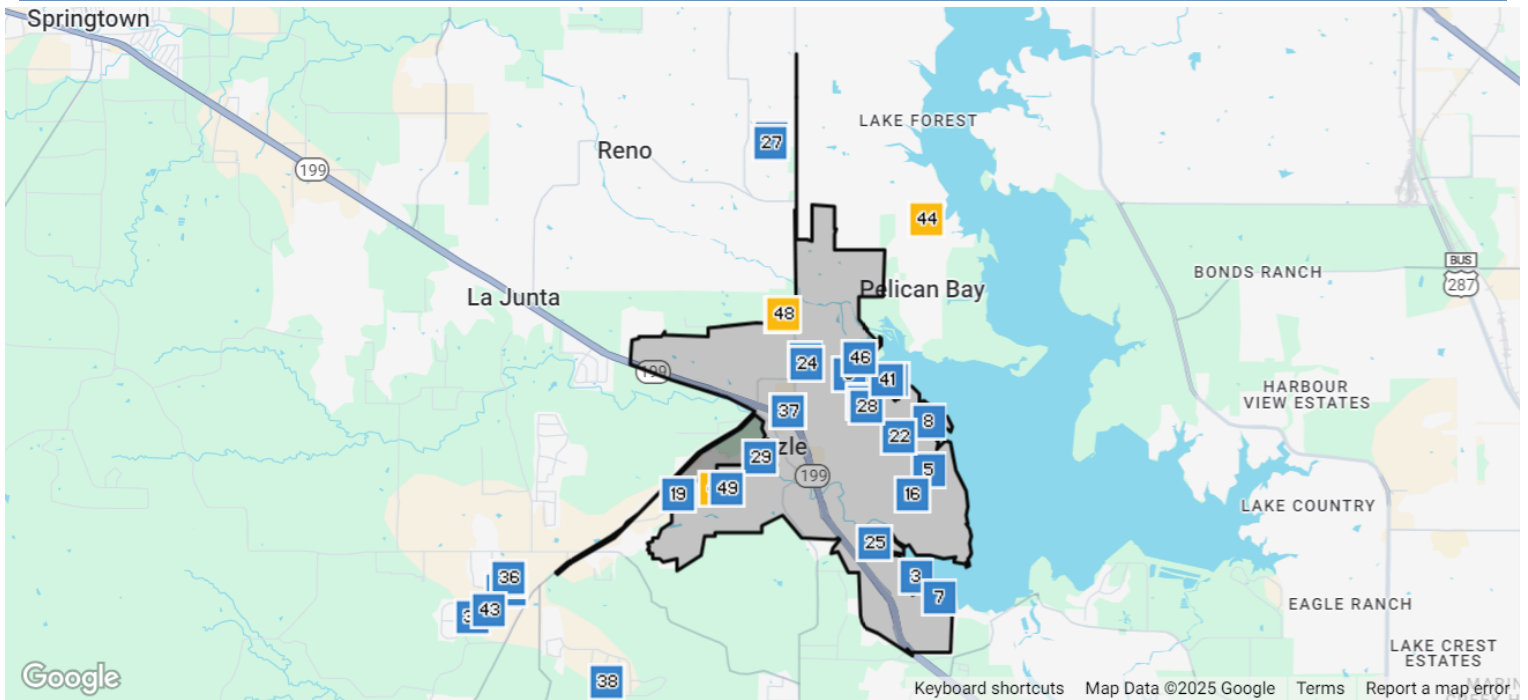 Springtown
LAKE FOREST
27
Reno
199
44
BONDS RANCH
BUS
287
Pelican Bay
La Junta
48
46
24
199
41
HARBOUR
VIEW ESTATES
28
37
8
22
zle
29
5
199
49
19
16
LAKE COUNTRY
25
36
3
7
43
EAGLE RANCH
LAKE CREST
ESTATES
38
Google
Keyboard shortcuts
Map Data ©2025 Google
Terms
Report a map error